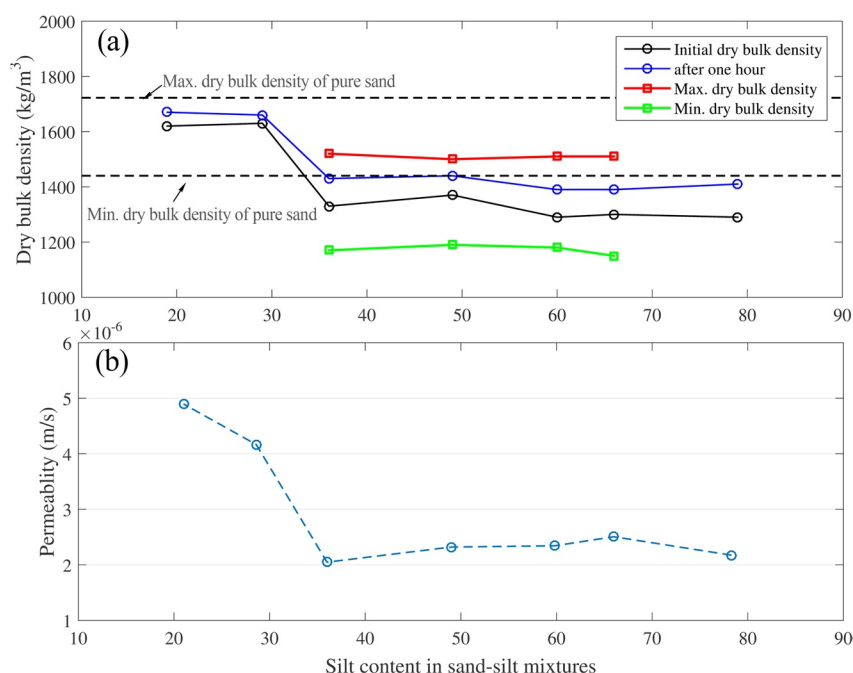 (a)
Dry bulk density (kg/m³)
2000
1800
1600
1400
1200
1000
Max. dry bulk density of pure sand
Min. dry bulk density of pure sand
Initial dry bulk density
after one hour
Max. dry bulk density
Min. dry bulk density
10 20 30 40 50 60 70 80 90
×10⁻⁶
(b)
Permeablity (m/s)
6
5
4
3
2
1
10 20 30 40 50 60 70 80 90
Silt content in sand-silt mixtures